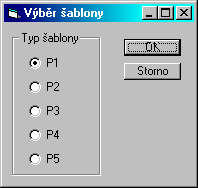 Výběr šablony
Typ šablony
P1
P2
P3
P4
P5
OK
Storno